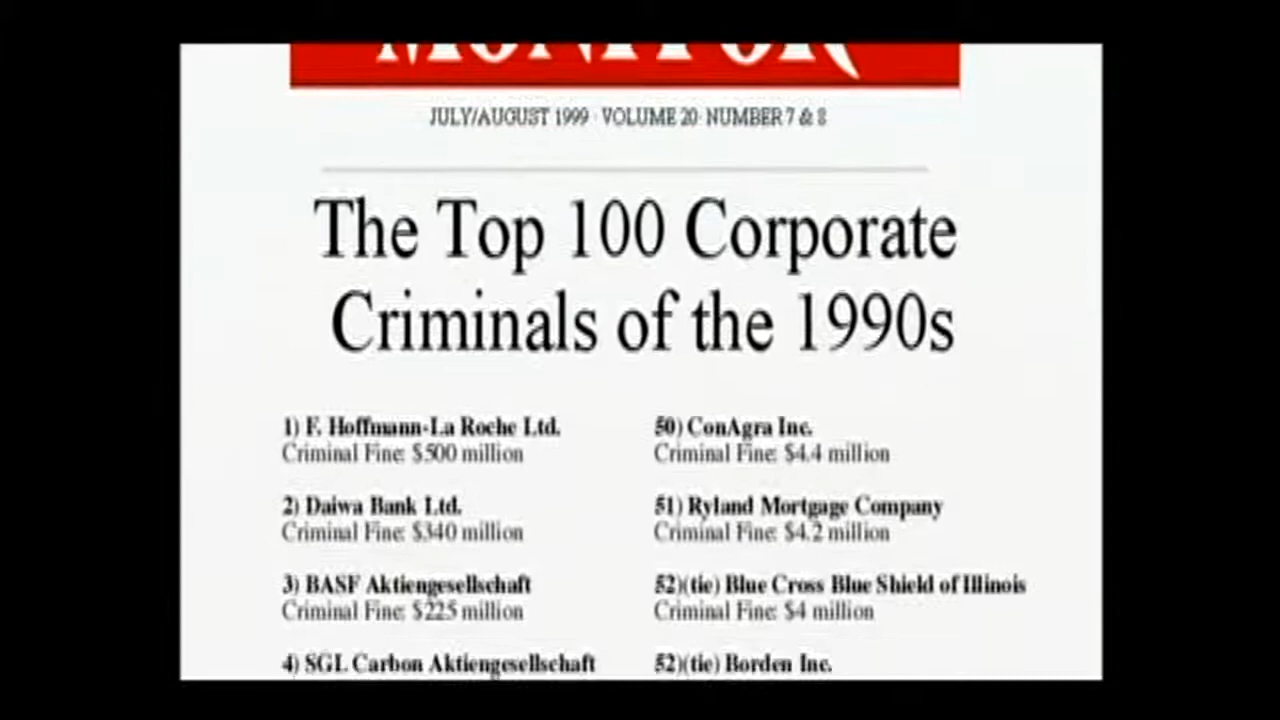 MONITOR
JULY/AUGUST 1999 · VOLUME 20 · NUMBER 7 & 8
The Top 100 Corporate
Criminals of the 1990s
1) F. Hoffmann-La Roche Ltd.
Criminal Fine: $500 million
2) Daiwa Bank Ltd.
Criminal Fine: $340 million
3) BASF Aktiengesellschaft
Criminal Fine: $225 million
4) SGL Carbon Aktiengesellschaft
50) ConAgra Inc.
Criminal Fine: $4.4 million
51) Ryland Mortgage Company
Criminal Fine: $4.2 million
52)(tie) Blue Cross Blue Shield of Illinois
Criminal Fine: $4 million
52)(tie) Borden Inc.